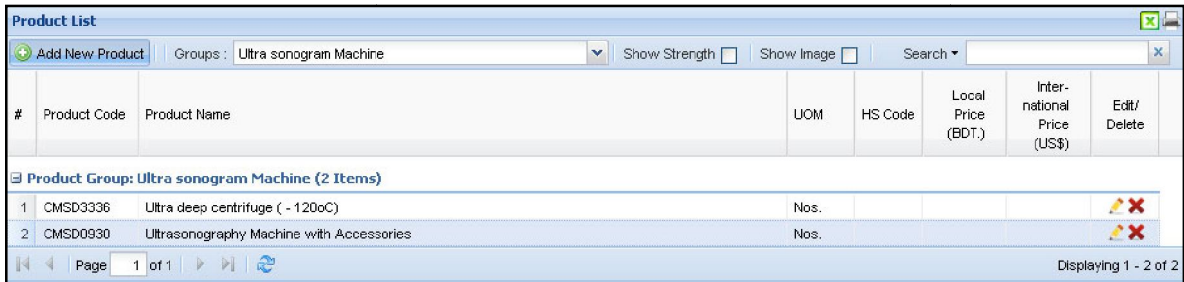 Product List
Add New Product Groups : Ultra sonogram Machine Show Strength Show Image Search
# Product Code Product Name UOM HS Code Local Price (BDT.) Inter-national Price (US$) Edit/ Delete
Product Group: Ultra sonogram Machine (2 Items)
1 CMSD3336 Ultra deep centrifuge ( - 120oC) Nos.
2 CMSD0930 Ultrasonography Machine with Accessories Nos.
Page 1 of 1 Displaying 1 - 2 of 2